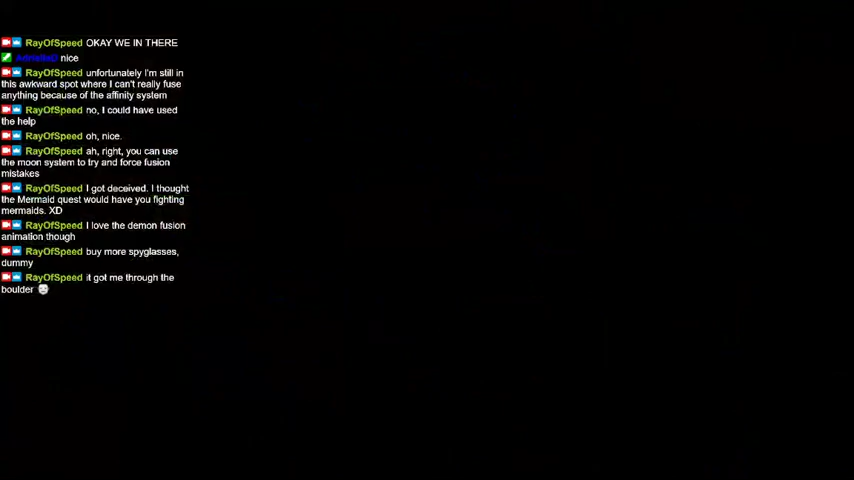 RayOfSpeed OKAY WE IN THERE
AdrielleD nice
RayOfSpeed unfortunately I'm still in
this awkward spot where I can't really fuse
anything because of the affinity system
RayOfSpeed no, I could have used
the help
RayOfSpeed oh, nice.
RayOfSpeed ah, right, you can use
the moon system to try and force fusion
mistakes
RayOfSpeed I got deceived. I thought
the Mermaid quest would have you fighting
mermaids. XD
RayOfSpeed I love the demon fusion
animation though
RayOfSpeed buy more spyglasses,
dummy
RayOfSpeed it got me through the
boulder